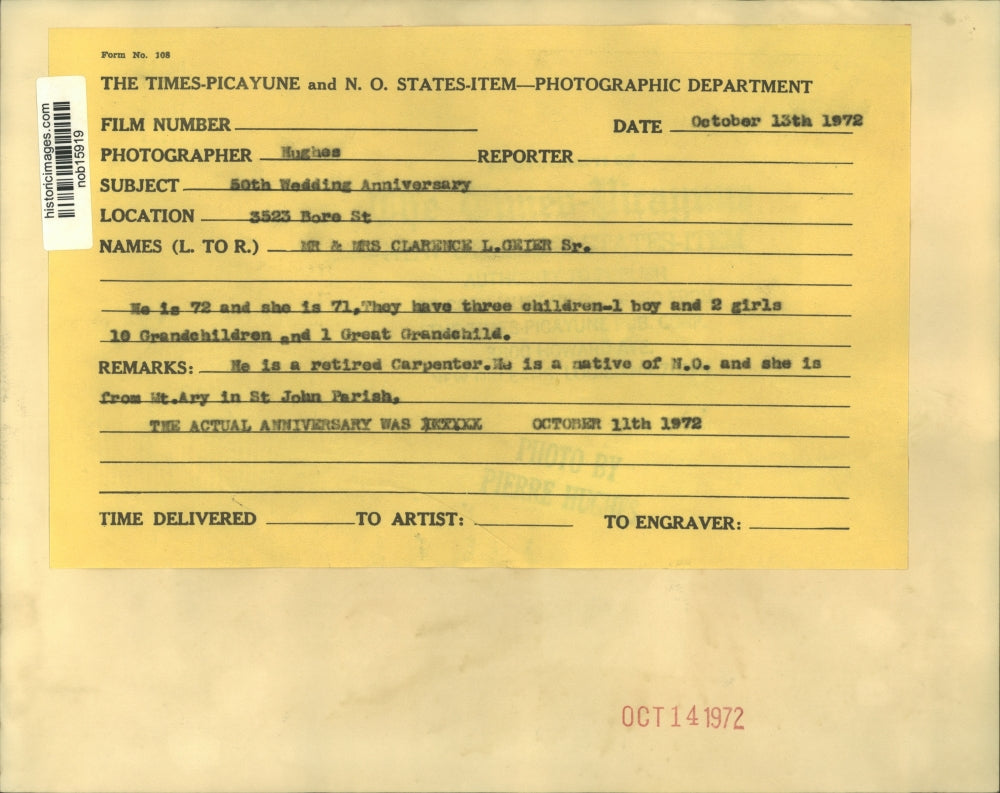 Form No. 108
THE TIMES-PICAYUNE and N. O. STATES-ITEM—PHOTOGRAPHIC DEPARTMENT
FILM NUMBER
DATE October 13th 1972
PHOTOGRAPHER Hughes REPORTER
SUBJECT 50th Wedding Anniversary
LOCATION 3523 Bore St
NAMES (L. TO R.) MR & MRS CLARENCE L.GEIER Sr.
He is 72 and she is 71,They have three children-1 boy and 2 girls
10 Grandchildren and 1 Great Grandchild.
REMARKS: He is a retired Carpenter.He is a native of N.O. and she is
from Mt.Ary in St John Parish,
THE ACTUAL ANNIVERSARY WAS OCTOBER 11th 1972
PHOTO BY
PIERRE HUGHES
TIME DELIVERED TO ARTIST: TO ENGRAVER:
OCT 14 1972
historicimages.com
nob15919